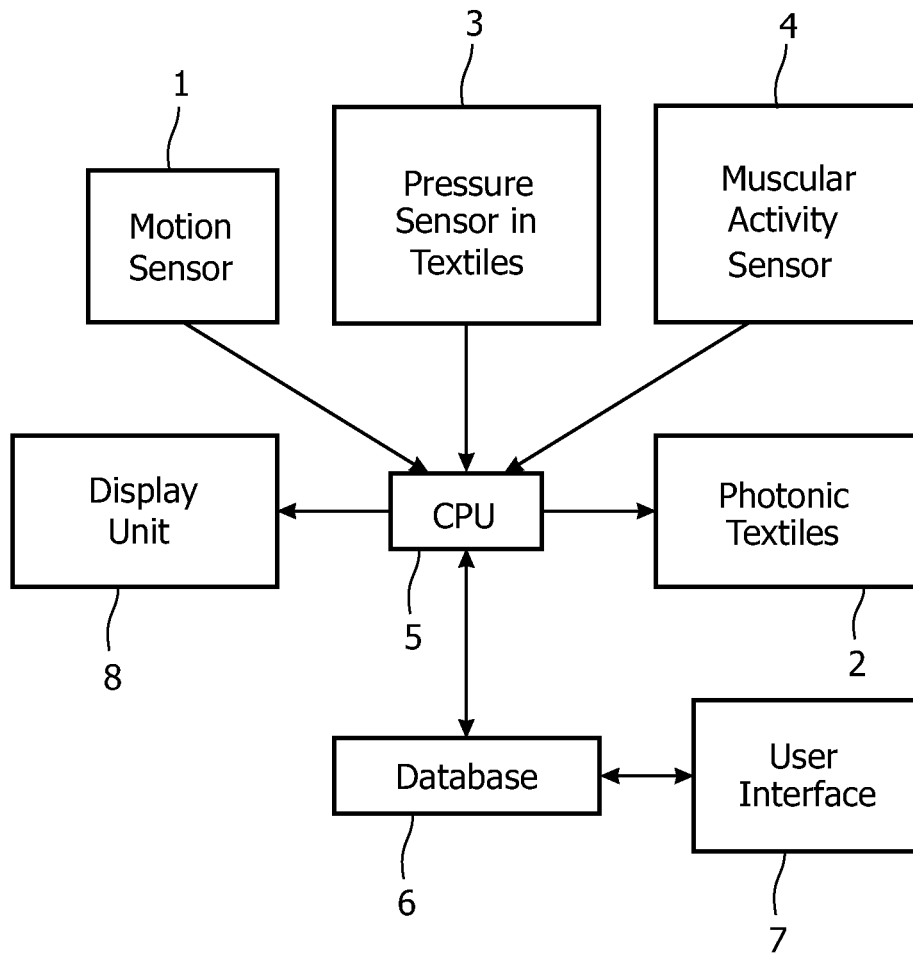 1
3
4
Motion
Sensor
Pressure
Sensor in
Textiles
Muscular
Activity
Sensor
Display
Unit
CPU
Photonic
Textiles
8
5
2
Database
User
Interface
6
7